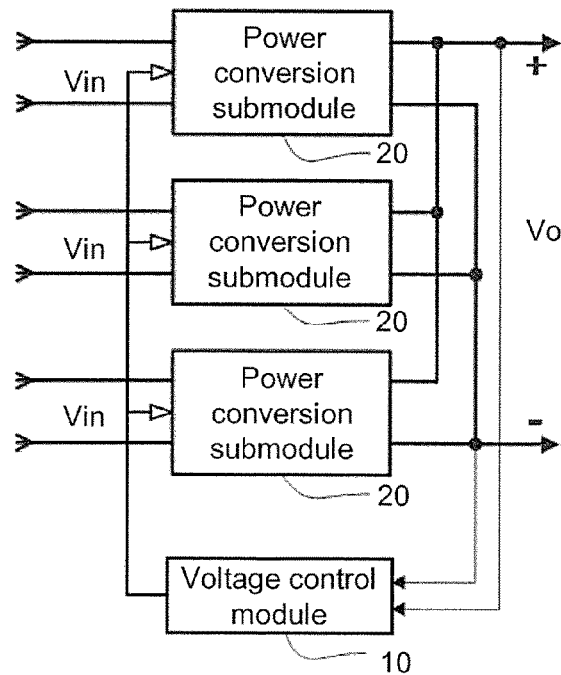 Power
conversion
submodule
Vin
+
20
Power
conversion
submodule
Vin
Vo
20
Power
conversion
submodule
Vin
-
20
Voltage control
module
10